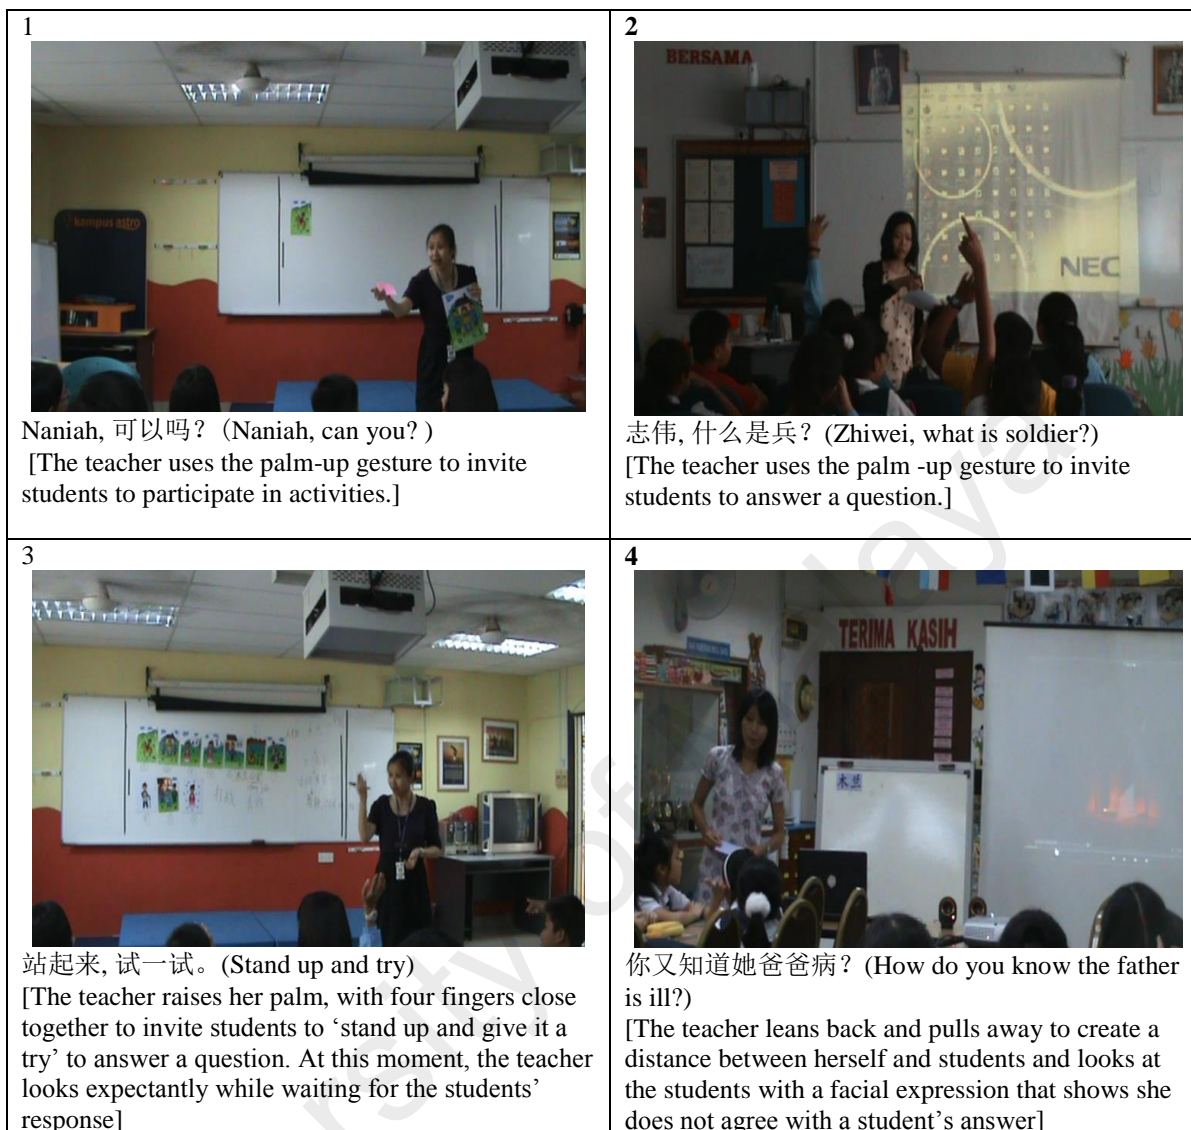 1
kampus astro
Naniah, 可以吗？(Naniah, can you? )
[The teacher uses the palm-up gesture to invite
students to participate in activities.]
2
BERSAMA
NEC
志伟, 什么是兵？(Zhiwei, what is soldier?)
[The teacher uses the palm -up gesture to invite
students to answer a question.]
3
站起来, 试一试。(Stand up and try)
[The teacher raises her palm, with four fingers close
together to invite students to ‘stand up and give it a
try’ to answer a question. At this moment, the teacher
looks expectantly while waiting for the students’
response]
4
TERIMA KASIH
木兰
你又知道她爸爸病？(How do you know the father
is ill?)
[The teacher leans back and pulls away to create a
distance between herself and students and looks at
the students with a facial expression that shows she
does not agree with a student’s answer]